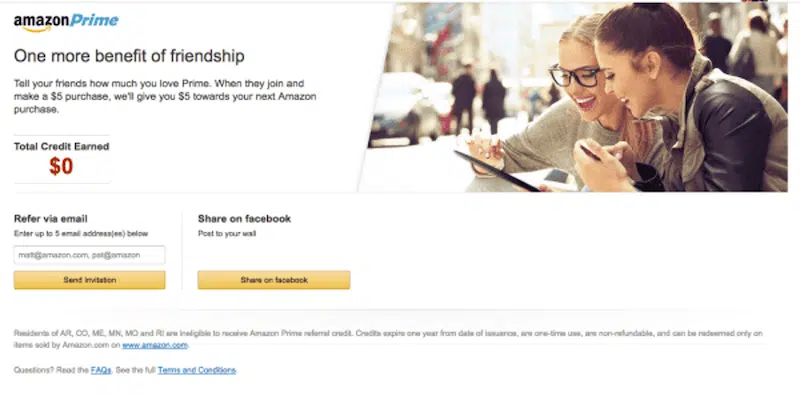 amazonPrime
One more benefit of friendship
Tell your friends how much you love Prime. When they join and
make a $5 purchase, we'll give you $5 towards your next Amazon
purchase.
Total Credit Earned
$0
Refer via email
Enter up to 5 email address(es) below
matt@amazon.com, pat@amazon
Send Invitation
Share on facebook
Post to your wall
Share on facebook
Residents of AR, CO, ME, MN, MO and RI are ineligible to receive Amazon Prime referral credit. Credits expire one year from date of issuance, are one-time use, are non-refundable, and can be redeemed only on
items sold by Amazon.com on www.amazon.com.
Questions? Read the FAQs. See the full Terms and Conditions.